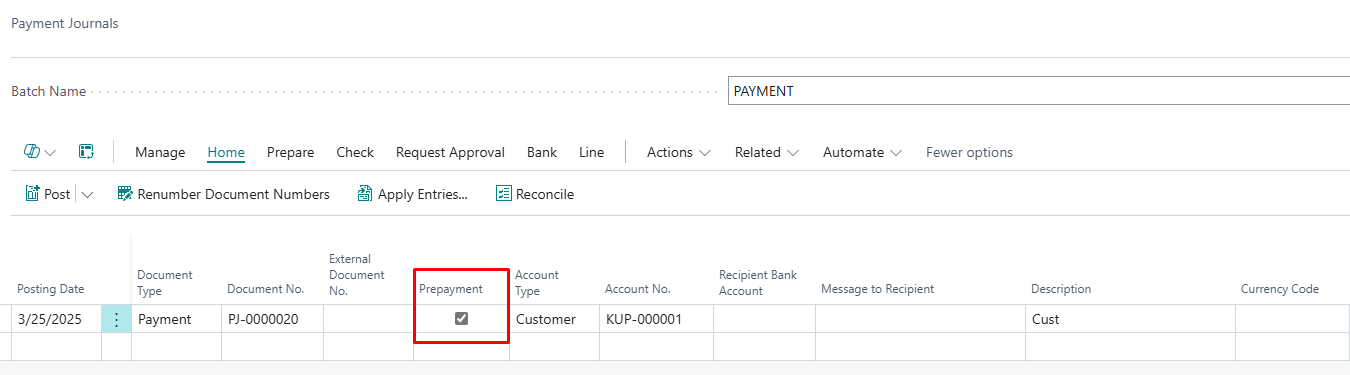 Payment Journals
Batch Name PAYMENT
Manage Home Prepare Check Request Approval Bank Line Actions Related Automate Fewer options
Post Renumber Document Numbers Apply Entries... Reconcile
Posting Date Document Type Document No. External Document No. Prepayment Account Type Account No. Recipient Bank Account Message to Recipient Description Currency Code
3/25/2025 Payment PJ-0000020 Customer KUP-000001 Cust